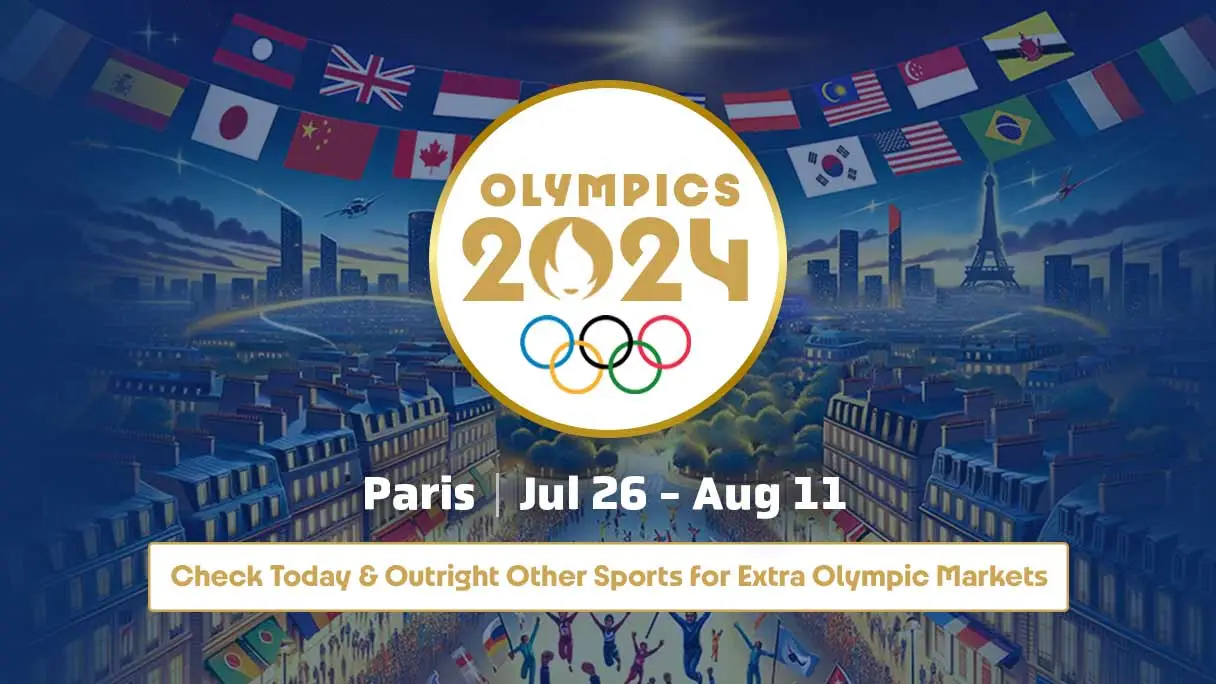 OLYMPICS
2024
Paris | Jul 26 – Aug 11
Check Today & Outright Other Sports for Extra Olympic Markets